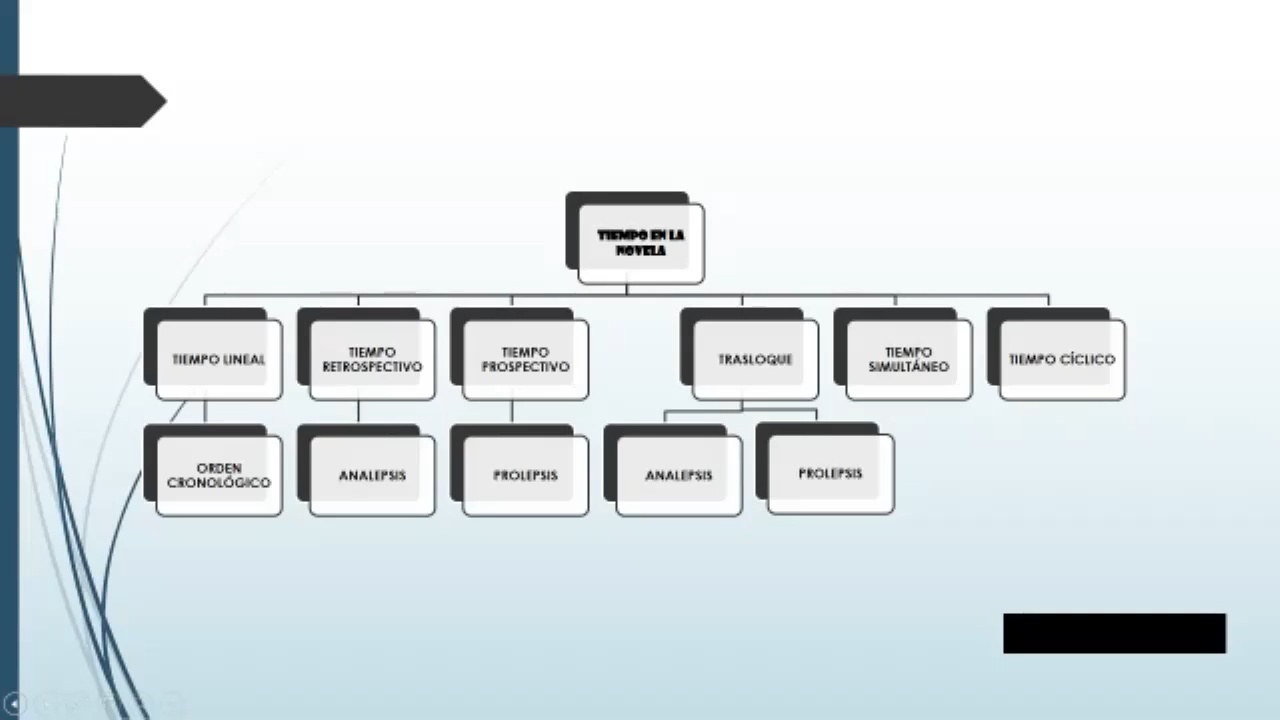 TIEMPO EN LA
NOVELA
TIEMPO LINEAL
TIEMPO
RETROSPECTIVO
TIEMPO
PROSPECTIVO
TRASLOQUE
TIEMPO
SIMULTÁNEO
TIEMPO CÍCLICO
ORDEN
CRONOLÓGICO
ANALEPSIS
PROLEPSIS
ANALEPSIS
PROLEPSIS